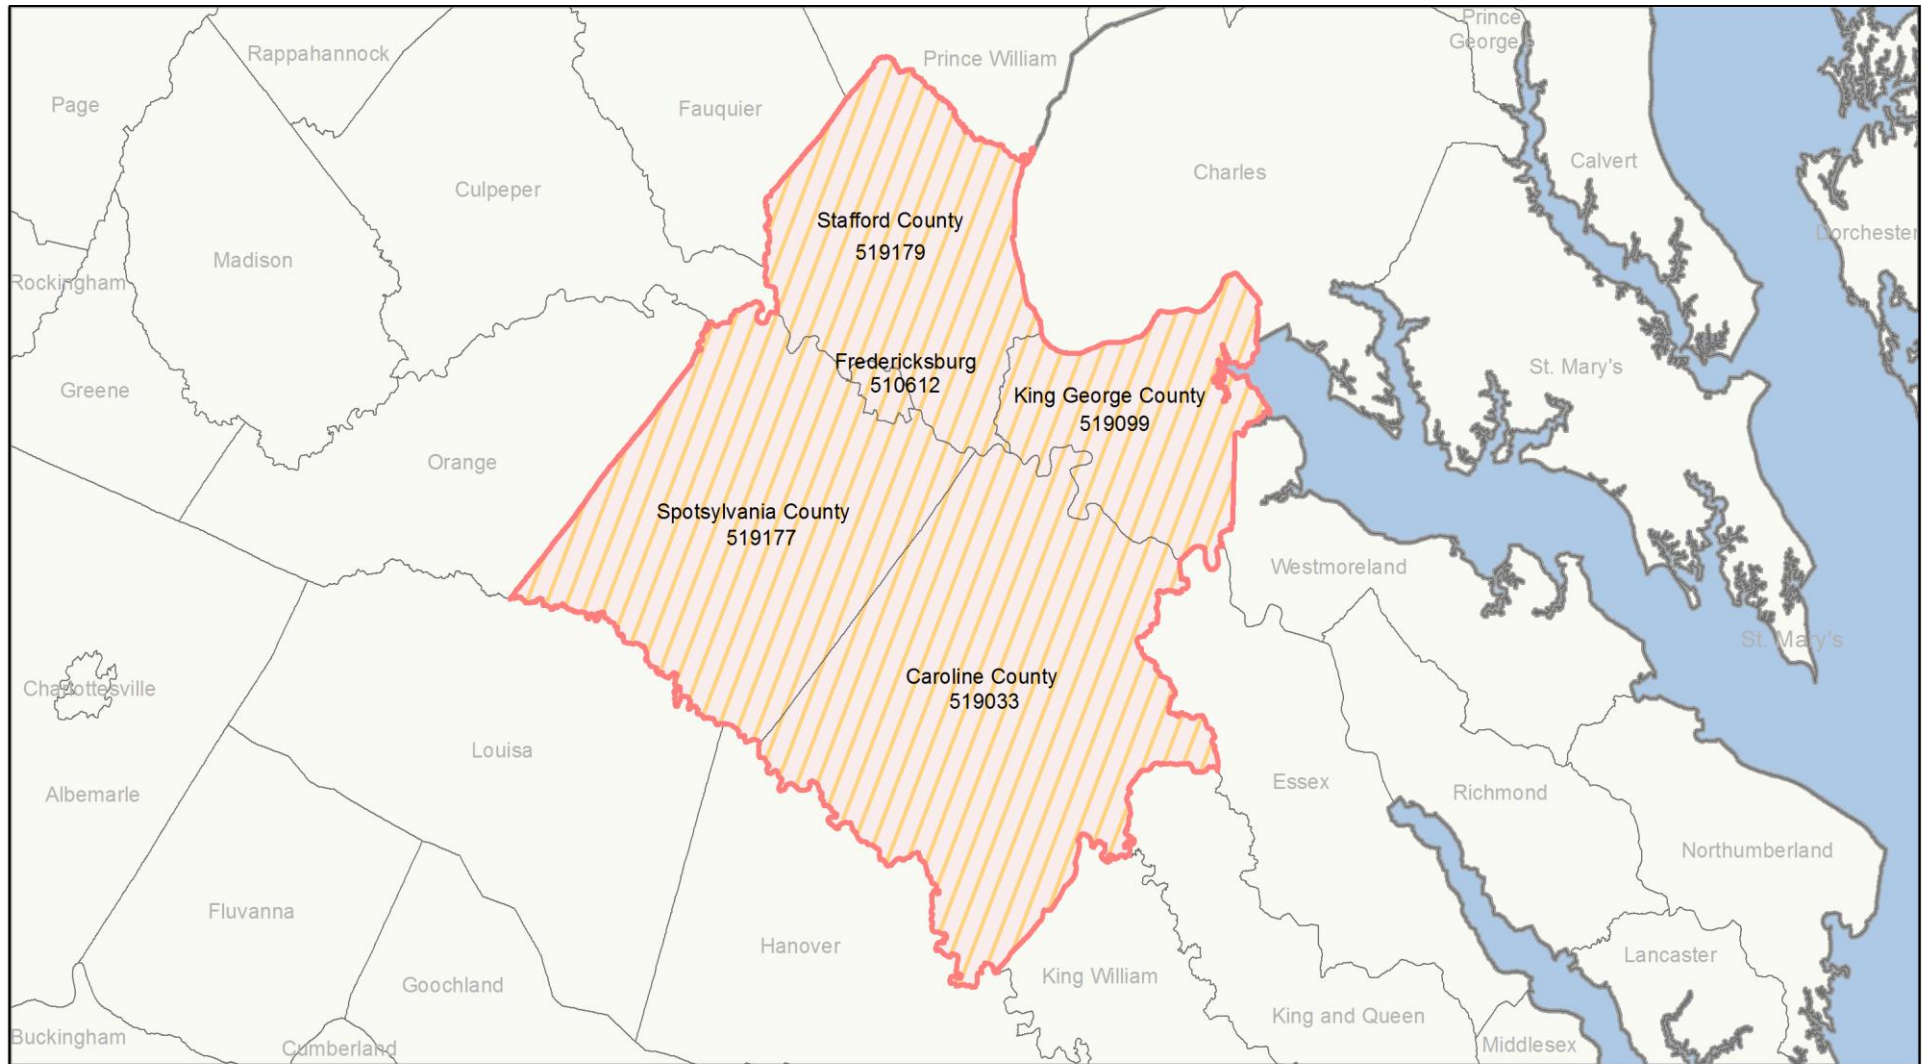 Prince
George's
Rappahannock
Prince William
Page
Fauquier
Calvert
Charles
Culpeper
Stafford County
519179
Dorchester
Madison
Rockingham
Fredericksburg
510612
St. Mary's
Greene
King George County
519099
Orange
Spotsylvania County
519177
Westmoreland
St. Mary's
Caroline County
519033
Charlottesville
Louisa
Essex
Richmond
Albemarle
Northumberland
Fluvanna
Hanover
Lancaster
King William
Goochland
King and Queen
Buckingham
Cumberland
Middlesex